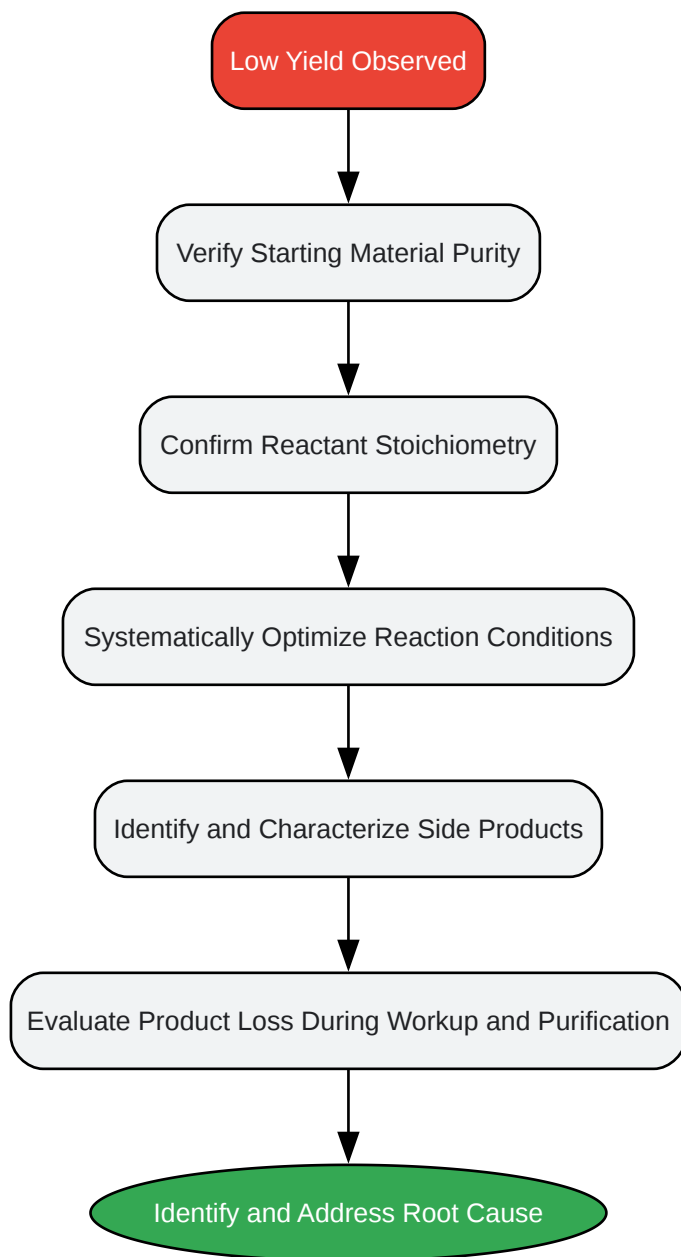 Low Yield Observed
Verify Starting Material Purity
Confirm Reactant Stoichiometry
Systematically Optimize Reaction Conditions
Identify and Characterize Side Products
Evaluate Product Loss During Workup and Purification
Identify and Address Root Cause